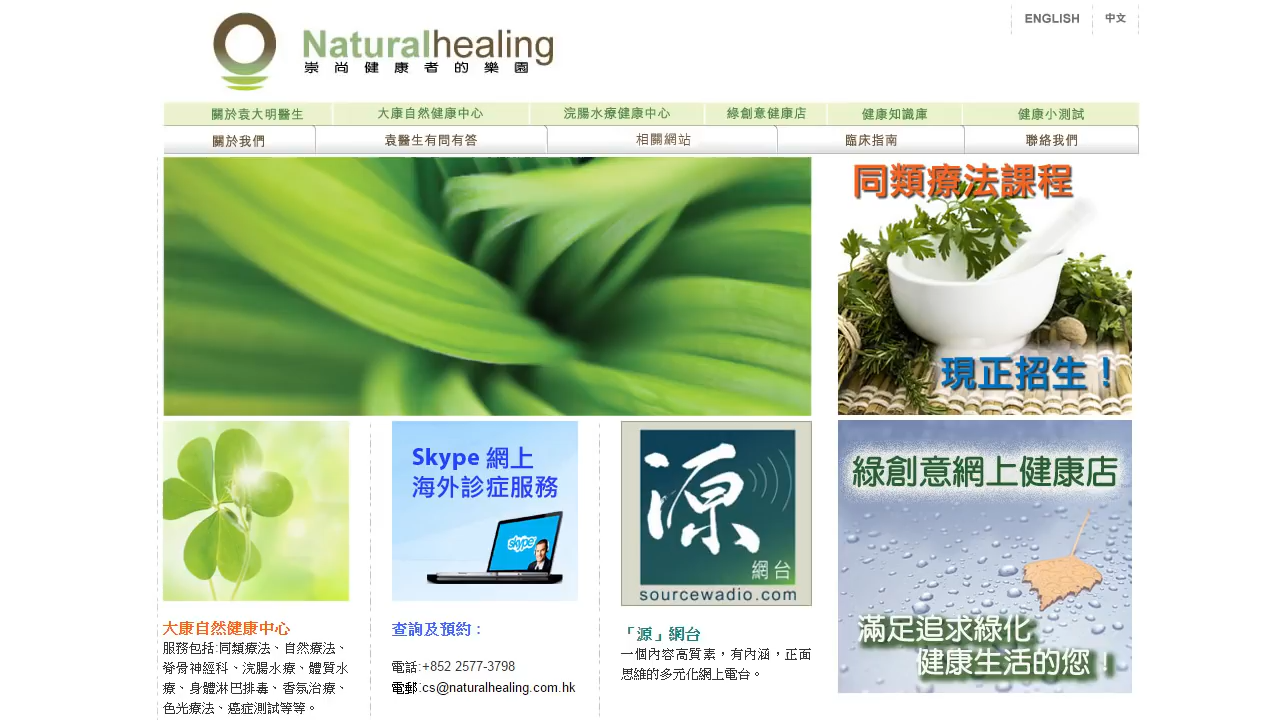 ENGLISH 中文
Naturalhealing
崇尚健康者的樂園
關於袁大明醫生 大康自然健康中心 浣腸水療健康中心 綠創意健康店 健康知識庫 健康小測試
關於我們 袁醫生有問有答 相關網站 臨床指南 聯絡我們
同類療法課程
現正招生！
Skype 網上
海外診症服務
skype
源
網台
sourcewadio.com
綠創意網上健康店
滿足追求綠化
健康生活的您！
大康自然健康中心
服務包括:同類療法、自然療法、
脊骨神經科、浣腸水療、體質水
療、身體淋巴排毒、香氛治療、
色光療法、癌症測試等等。
查詢及預約：
電話:+852 2577-3798
電郵:cs@naturalhealing.com.hk
「源」網台
一個內容高質素，有內涵，正面
思維的多元化網上電台。